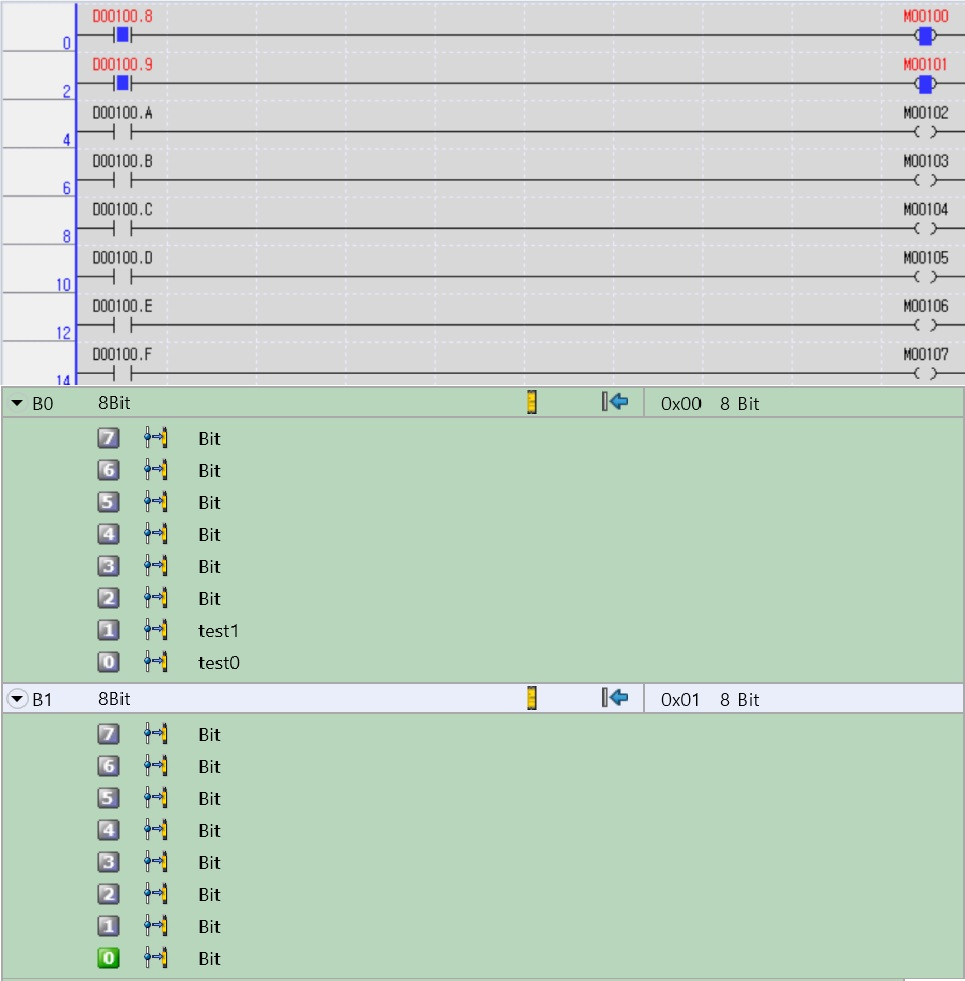 D00100.8 M00100
0
D00100.9 M00101
2
D00100.A M00102
4
D00100.B M00103
6
D00100.C M00104
8
D00100.D M00105
10
D00100.E M00106
12
D00100.F M00107
14
B0 8Bit 0x00 8 Bit
7 Bit
6 Bit
5 Bit
4 Bit
3 Bit
2 Bit
1 test1
0 test0
B1 8Bit 0x01 8 Bit
7 Bit
6 Bit
5 Bit
4 Bit
3 Bit
2 Bit
1 Bit
0 Bit